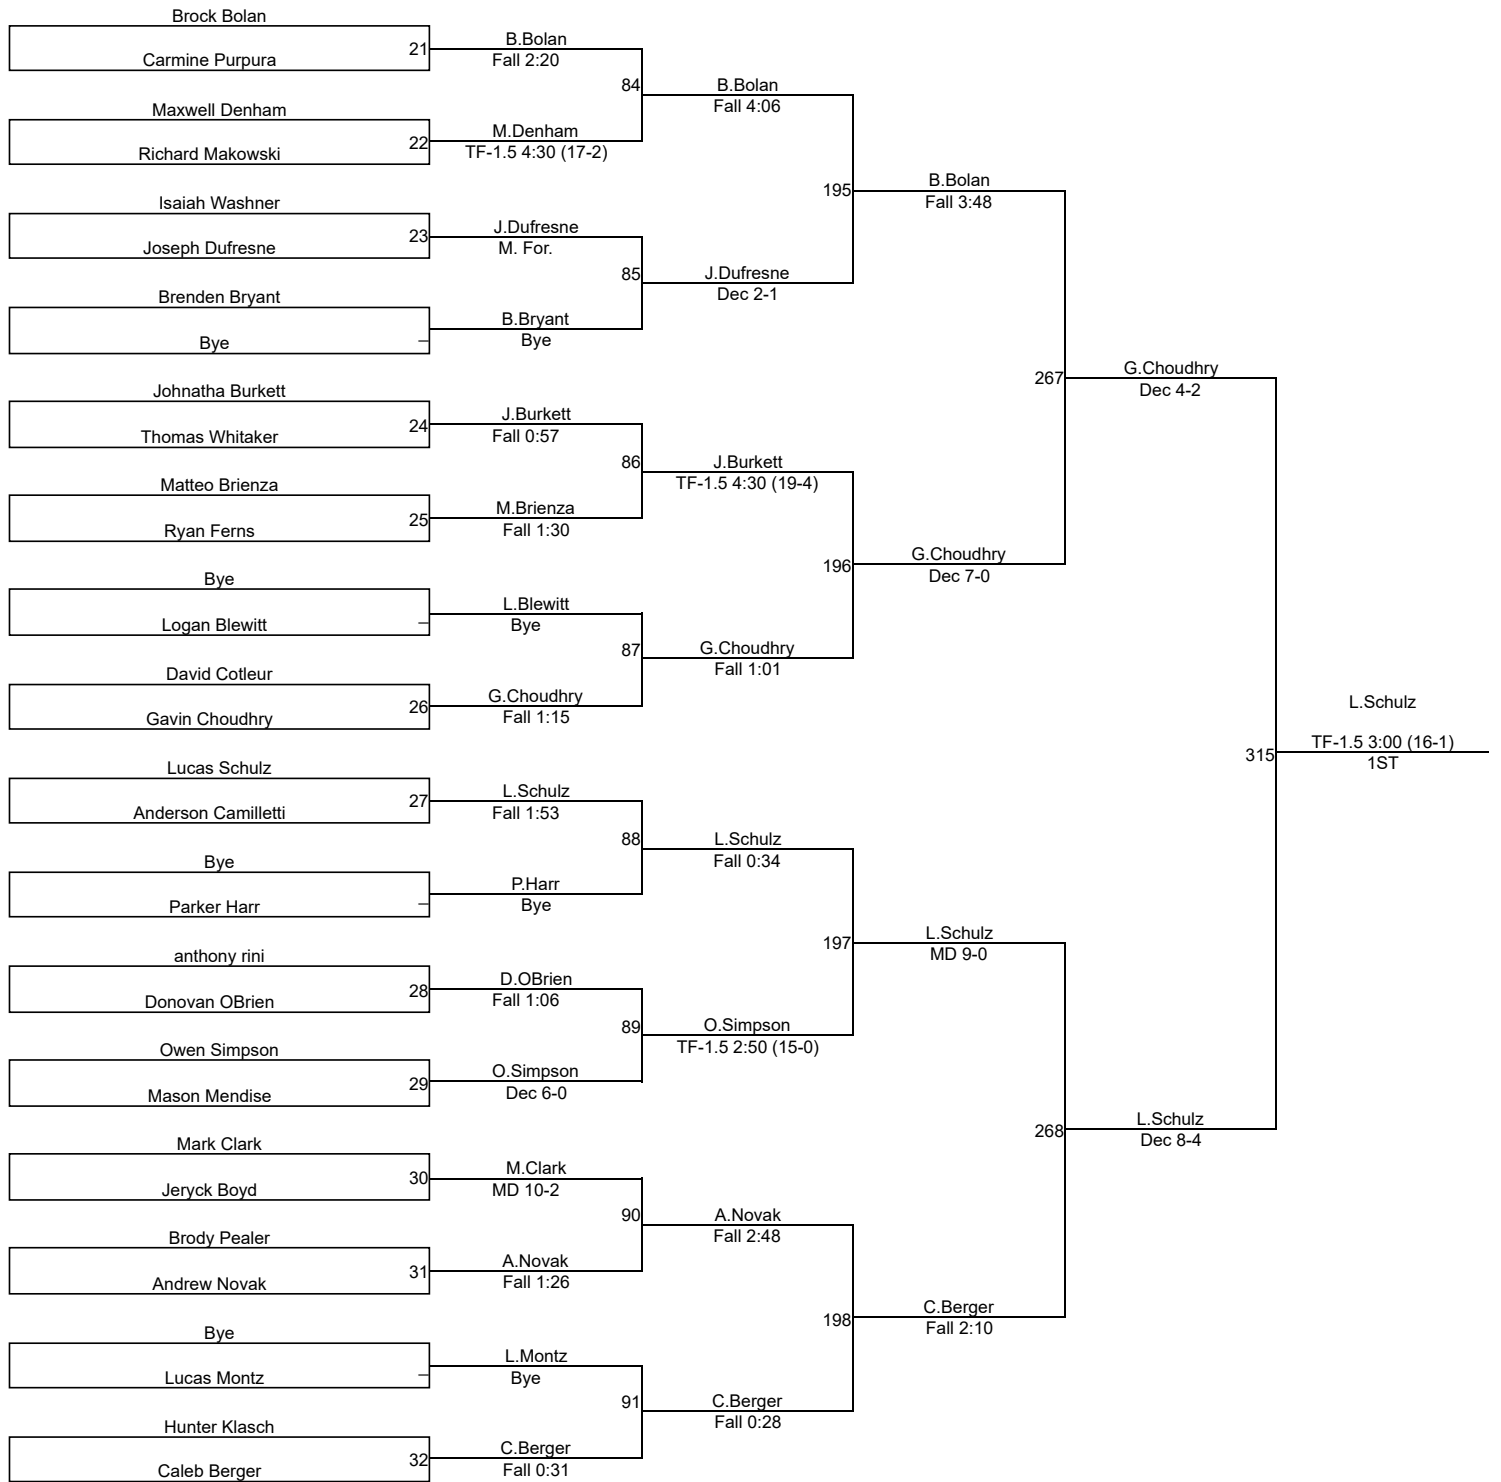 Brock Bolan
21
Carmine Purpura
B.Bolan
Fall 2:20
84
B.Bolan
Fall 4:06
Maxwell Denham
22
Richard Makowski
M.Denham
TF-1.5 4:30 (17-2)
195
B.Bolan
Fall 3:48
Isaiah Washner
23
Joseph Dufresne
J.Dufresne
M. For.
85
J.Dufresne
Dec 2-1
Brenden Bryant
Bye
B.Bryant
Bye
267
G.Choudhry
Dec 4-2
Johnatha Burkett
24
Thomas Whitaker
J.Burkett
Fall 0:57
86
J.Burkett
TF-1.5 4:30 (19-4)
Matteo Brienza
25
Ryan Ferns
M.Brienza
Fall 1:30
196
G.Choudhry
Dec 7-0
Bye
Logan Blewitt
L.Blewitt
Bye
87
G.Choudhry
Fall 1:01
David Cotleur
26
Gavin Choudhry
G.Choudhry
Fall 1:15
315
L.Schulz
TF-1.5 3:00 (16-1)
1ST
Lucas Schulz
27
Anderson Camilletti
L.Schulz
Fall 1:53
88
L.Schulz
Fall 0:34
Bye
Parker Harr
P.Harr
Bye
197
L.Schulz
MD 9-0
anthony rini
28
Donovan OBrien
D.OBrien
Fall 1:06
89
O.Simpson
TF-1.5 2:50 (15-0)
Owen Simpson
29
Mason Mendise
O.Simpson
Dec 6-0
268
L.Schulz
Dec 8-4
Mark Clark
30
Jeryck Boyd
M.Clark
MD 10-2
90
A.Novak
Fall 2:48
Brody Pealer
31
Andrew Novak
A.Novak
Fall 1:26
198
C.Berger
Fall 2:10
Bye
Lucas Montz
L.Montz
Bye
91
C.Berger
Fall 0:28
Hunter Klasch
32
Caleb Berger
C.Berger
Fall 0:31